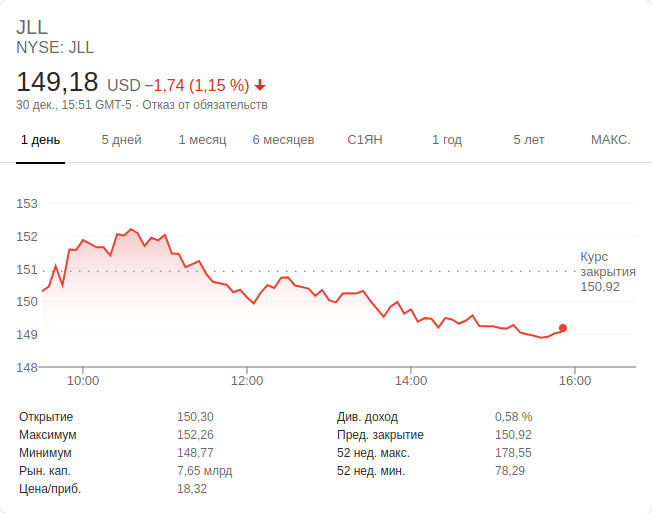 JLL
NYSE: JLL
149,18 USD −1,74 (1,15 %)
30 дек., 15:51 GMT-5 · Отказ от обязательств
1 день 5 дней 1 месяц 6 месяцев С1ЯН 1 год 5 лет МАКС.
153
152
151
150
149
148
Курс
закрытия
150,92
10:00 12:00 14:00 16:00
Открытие 150,30 Див. доход 0,58 %
Максимум 152,26 Пред. закрытие 150,92
Минимум 148,77 52 нед. макс. 178,55
Рын. кап. 7,65 млрд 52 нед. мин. 78,29
Цена/приб. 18,32